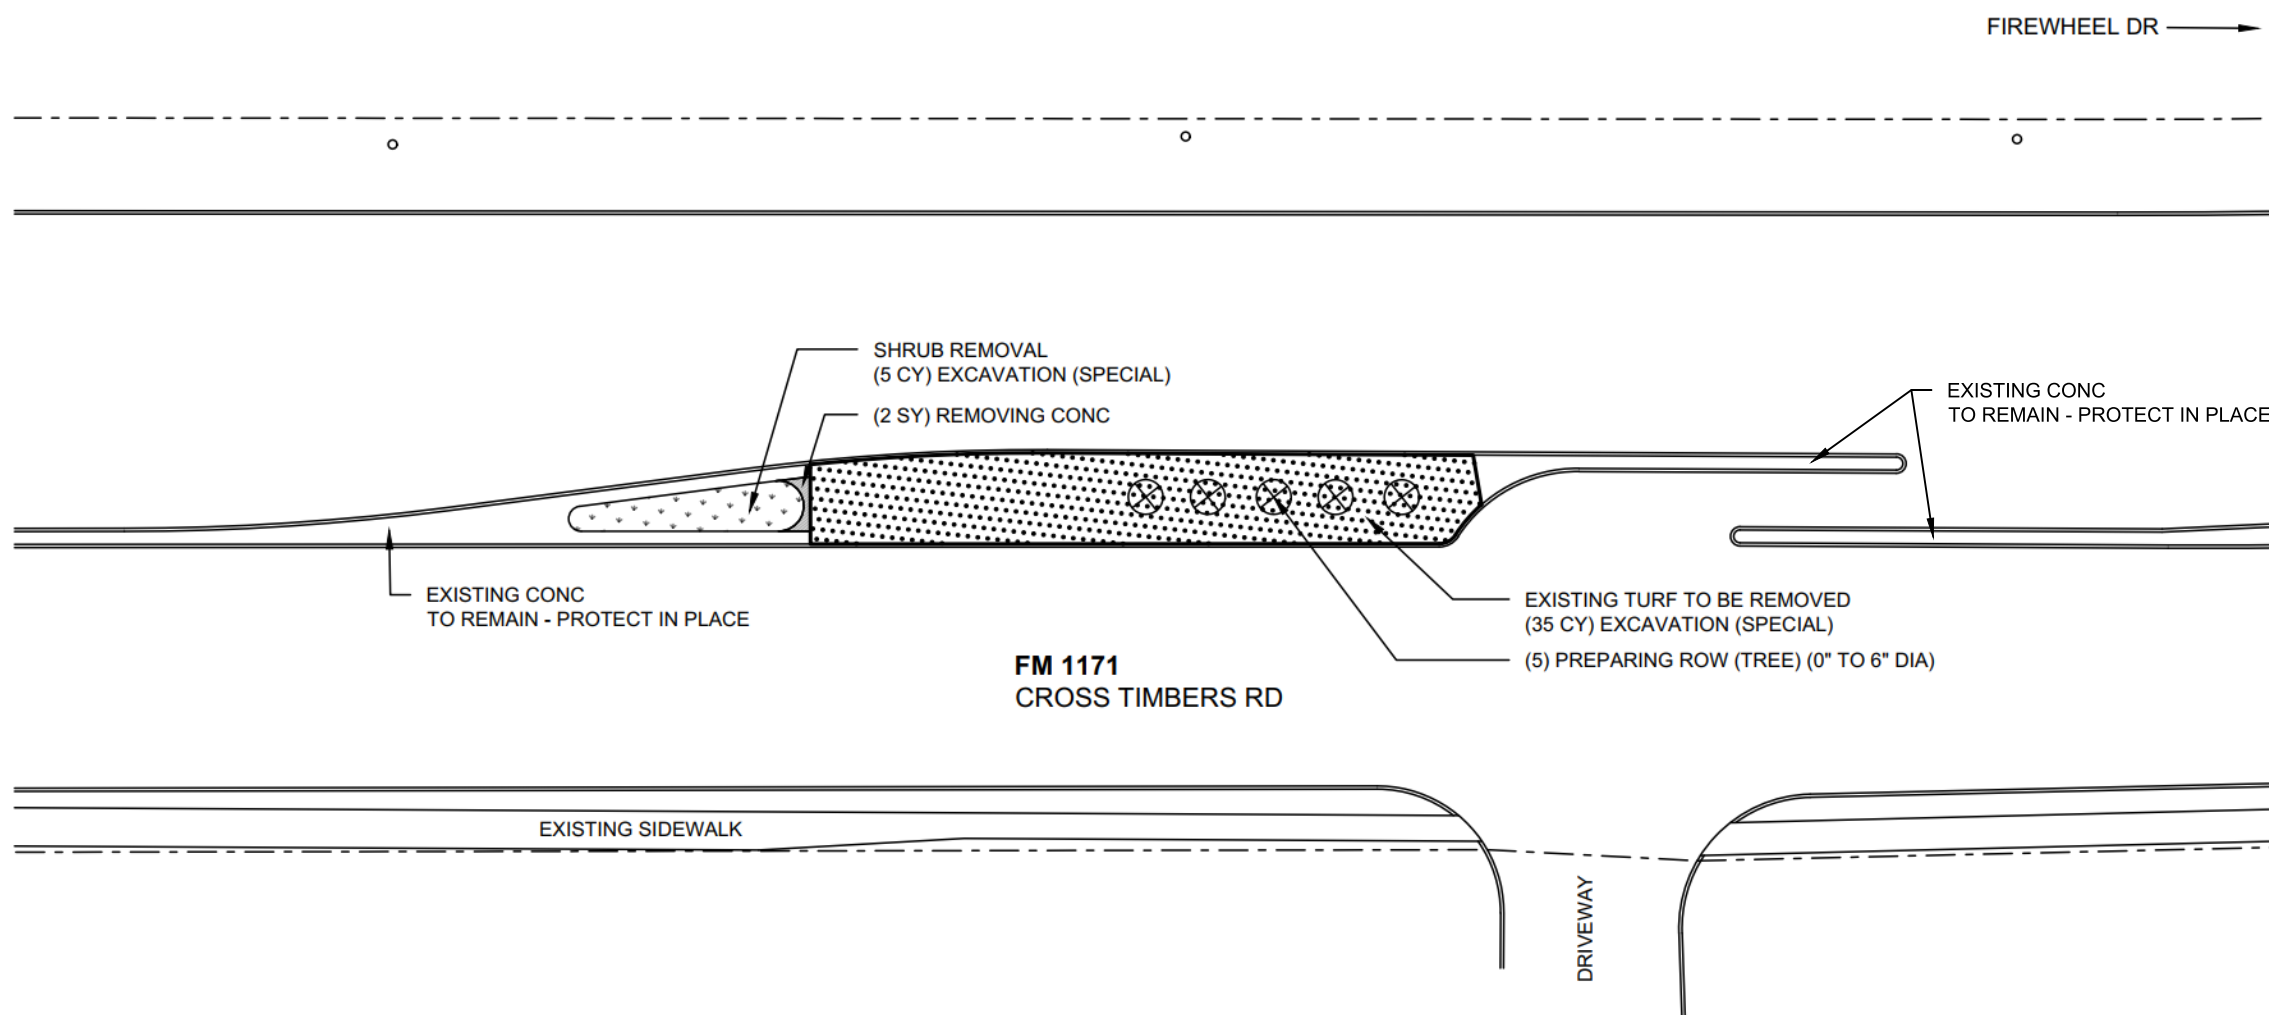 FIREWHEEL DR
SHRUB REMOVAL
(5 CY) EXCAVATION (SPECIAL)
(2 SY) REMOVING CONC
EXISTING CONC
TO REMAIN - PROTECT IN PLACE
EXISTING CONC
TO REMAIN - PROTECT IN PLACE
EXISTING TURF TO BE REMOVED
(35 CY) EXCAVATION (SPECIAL)
(5) PREPARING ROW (TREE) (0" TO 6" DIA)
FM 1171
CROSS TIMBERS RD
EXISTING SIDEWALK
DRIVEWAY